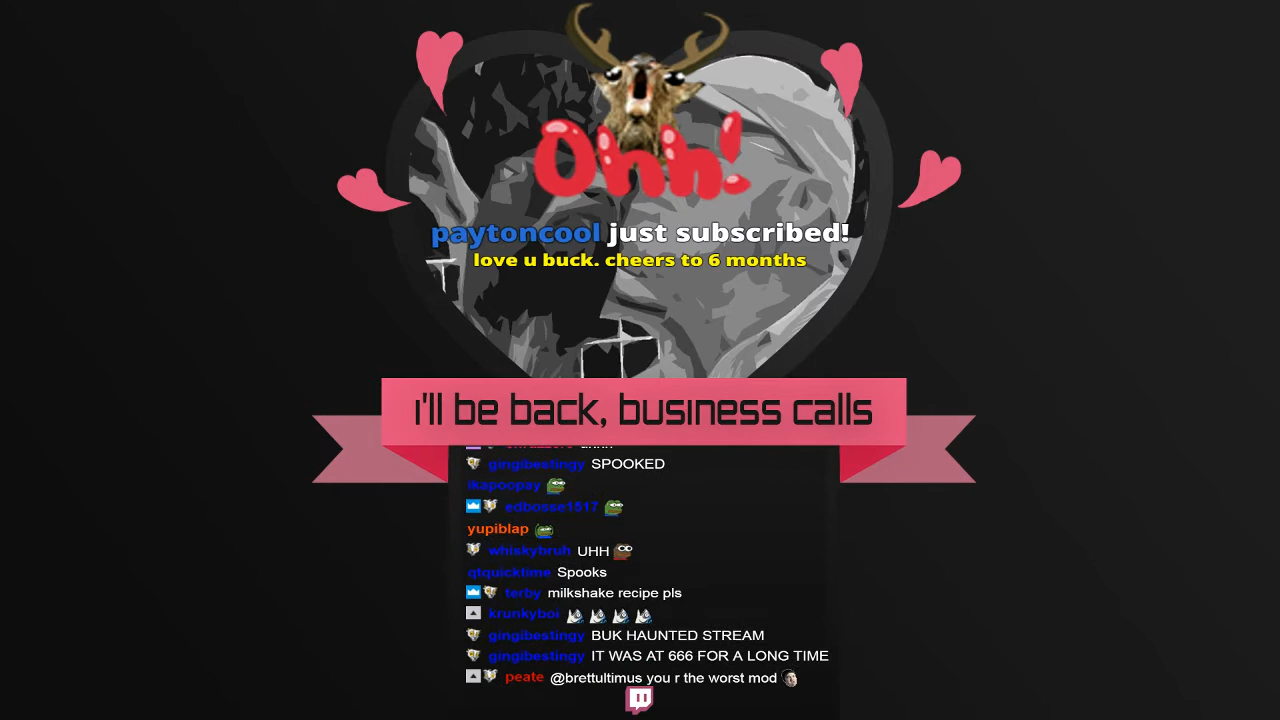 Ohh!
paytoncool just subscribed!
love u buck. cheers to 6 months
i'll be back, business calls
gingibestingy SPOOKED
ikapoopay
edbosse1517
yupiblap
whiskybruh UHH
qtquicktime Spooks
terby milkshake recipe pls
krunkyboi
gingibestingy BUK HAUNTED STREAM
gingibestingy IT WAS AT 666 FOR A LONG TIME
peate @brettultimus you r the worst mod